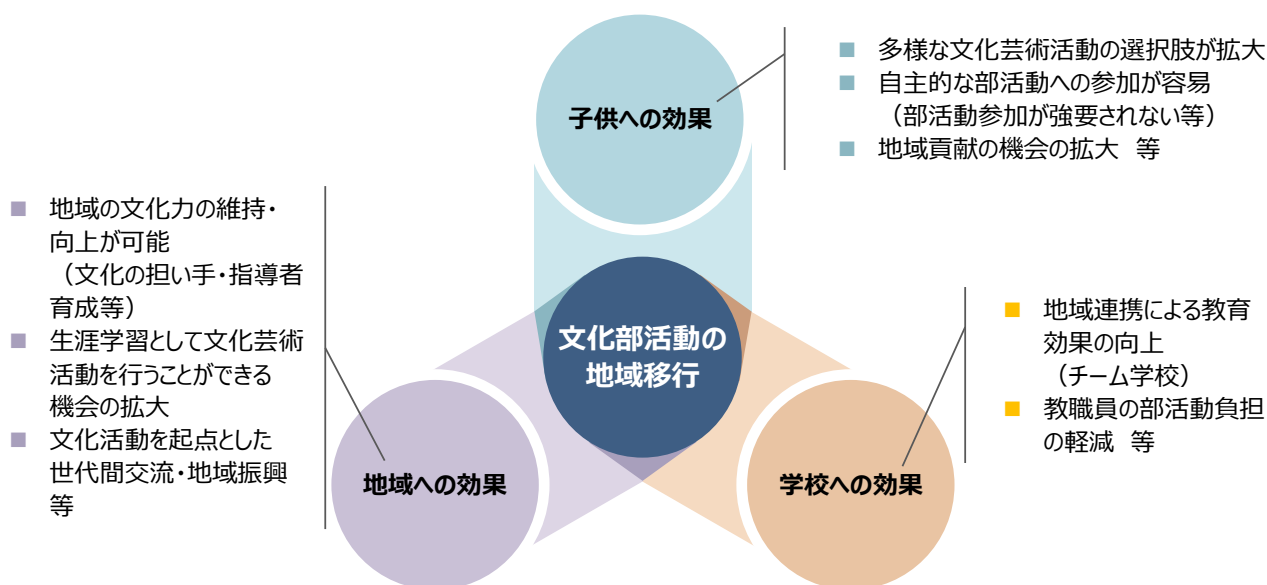 子供への効果
■ 多様な文化芸術活動の選択肢が拡大
■ 自主的な部活動への参加が容易
（部活動参加が強要されない等）
■ 地域貢献の機会の拡大 等
文化部活動の
地域移行
■ 地域の文化力の維持・
向上が可能
（文化の担い手・指導者
育成等）
■ 生涯学習として文化芸術
活動を行うことができる
機会の拡大
■ 文化活動を起点とした
世代間交流・地域振興
等
地域への効果
学校への効果
■ 地域連携による教育
効果の向上
（チーム学校）
■ 教職員の部活動負担
の軽減 等